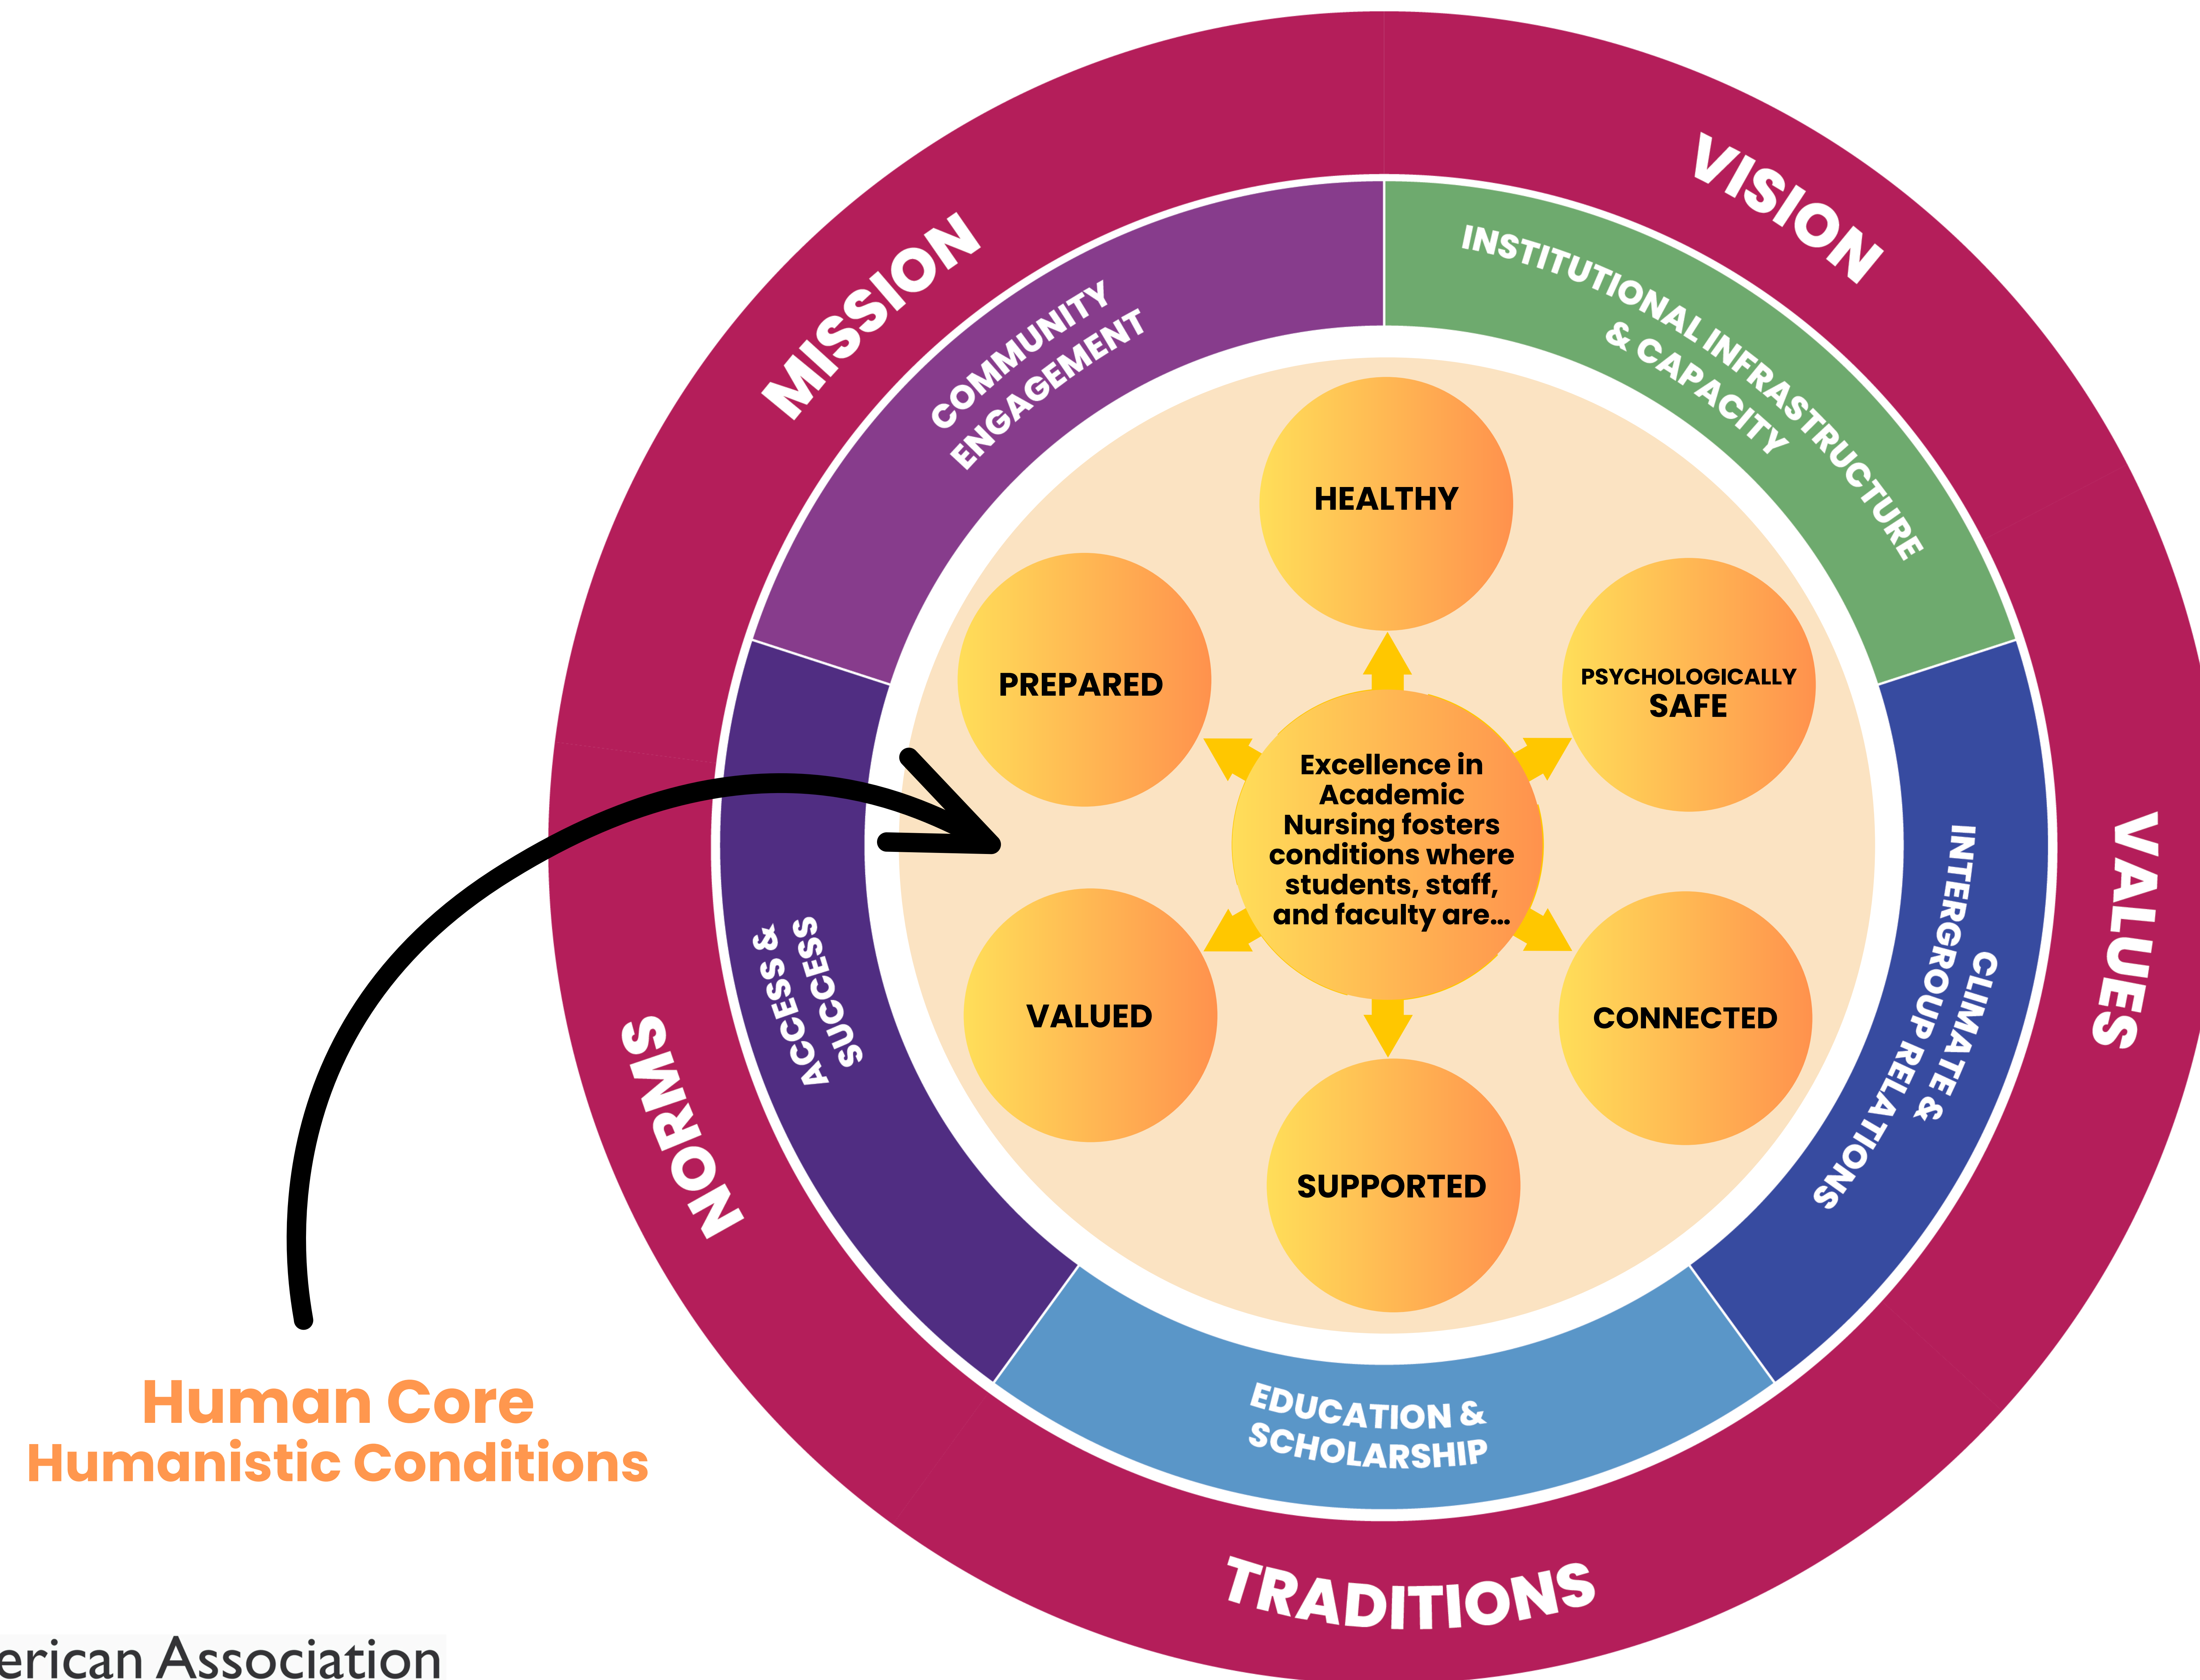 MISSION
VISION
VALUES
TRADITIONS
NORMS
COMMUNITY
ENGAGEMENT
INSTITUTIONAL INFRASTRUCTURE
& CAPACITY
CLIMATE &
INTERGROUP RELATIONS
EDUCATION &
SCHOLARSHIP
ACCESS &
SUCCESS
HEALTHY
PSYCHOLOGICALLY
SAFE
CONNECTED
SUPPORTED
VALUED
PREPARED
Excellence in
Academic
Nursing fosters
conditions where
students, staff,
and faculty are...
Human Core
Humanistic Conditions
erican Association